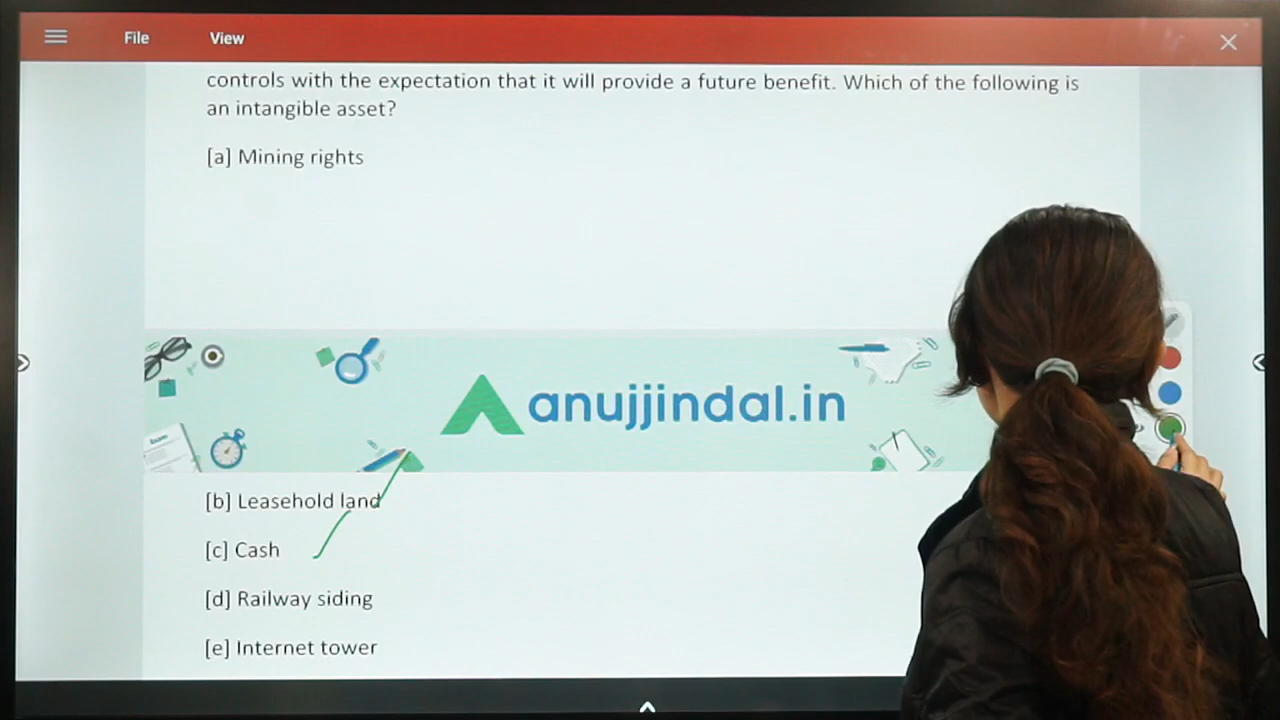 File View
controls with the expectation that it will provide a future benefit. Which of the following is
an intangible asset?
[a] Mining rights
anujjindal.in
[b] Leasehold land
[c] Cash
[d] Railway siding
[e] Internet tower